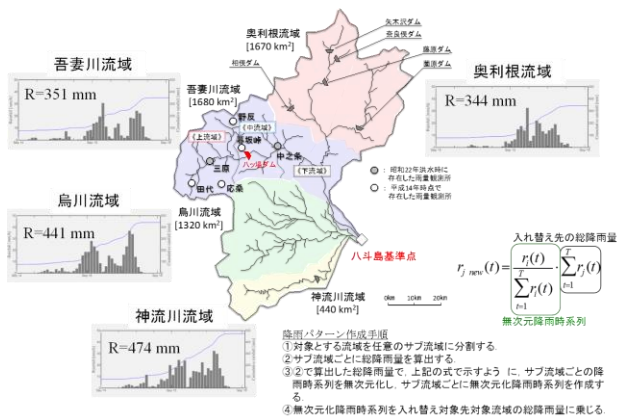 矢木沢ダム
奈良俣ダム
藤原ダム
薗原ダム
相俣ダム
奥利根流域
[1670 km²]
吾妻川流域
R=351 mm
奥利根流域
R=344 mm
吾妻川流域
[1680 km²]
《上流域》
《中流域》
《下流域》
野反
中之条
三原
八ッ場ダム
田代
応桑
:昭和22年洪水時に
存在した雨量観測所
:平成14年時点で
存在した雨量観測所
烏川流域
[1320 km²]
烏川流域
R=441 mm
八斗島基準点
神流川流域
[440 km²]
0km 10km 20km
神流川流域
R=474 mm
入れ替え先の総降雨量
r_{j new}(t) = \frac{r_i(t)}{\sum_{t=1}^{T} r_i(t)} \cdot \sum_{t=1}^{T} r_j(t)
無次元降雨時系列
降雨パターン作成手順
①対象とする流域を任意のサブ流域に分割する.
②サブ流域ごとに総降雨量を算出する.
③②で算出した総降雨量で,上記の式で示すよう に,サブ流域ごとの降
雨時系列を無次元化し,サブ流域ごとに無次元化降雨時系列を作成す
る.
④無次元化降雨時系列を入れ替え対象先対象流域の総降雨量に乗じる.